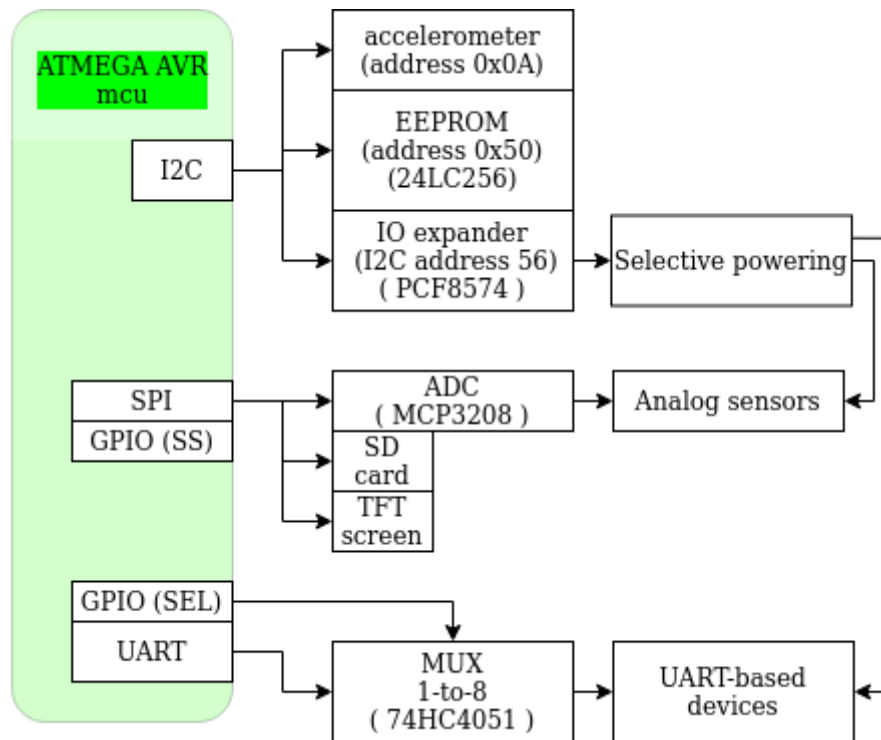 ATMEGA AVR
mcu
I2C
accelerometer
(address 0x0A)
EEPROM
(address 0x50)
(24LC256)
IO expander
(I2C address 56)
( PCF8574 )
Selective powering
SPI
GPIO (SS)
ADC
( MCP3208 )
SD
card
TFT
screen
Analog sensors
GPIO (SEL)
UART
MUX
1-to-8
( 74HC4051 )
UART-based
devices